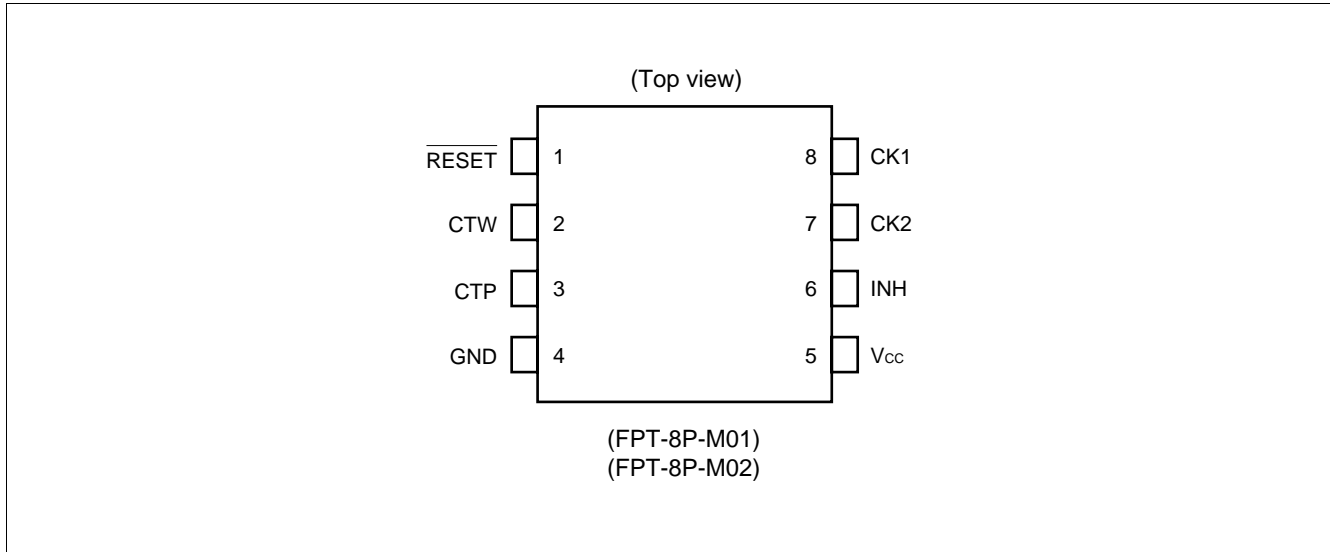 (Top view)
RESET 1 8 CK1
CTW 2 7 CK2
CTP 3 6 INH
GND 4 5 Vcc
(FPT-8P-M01)
(FPT-8P-M02)